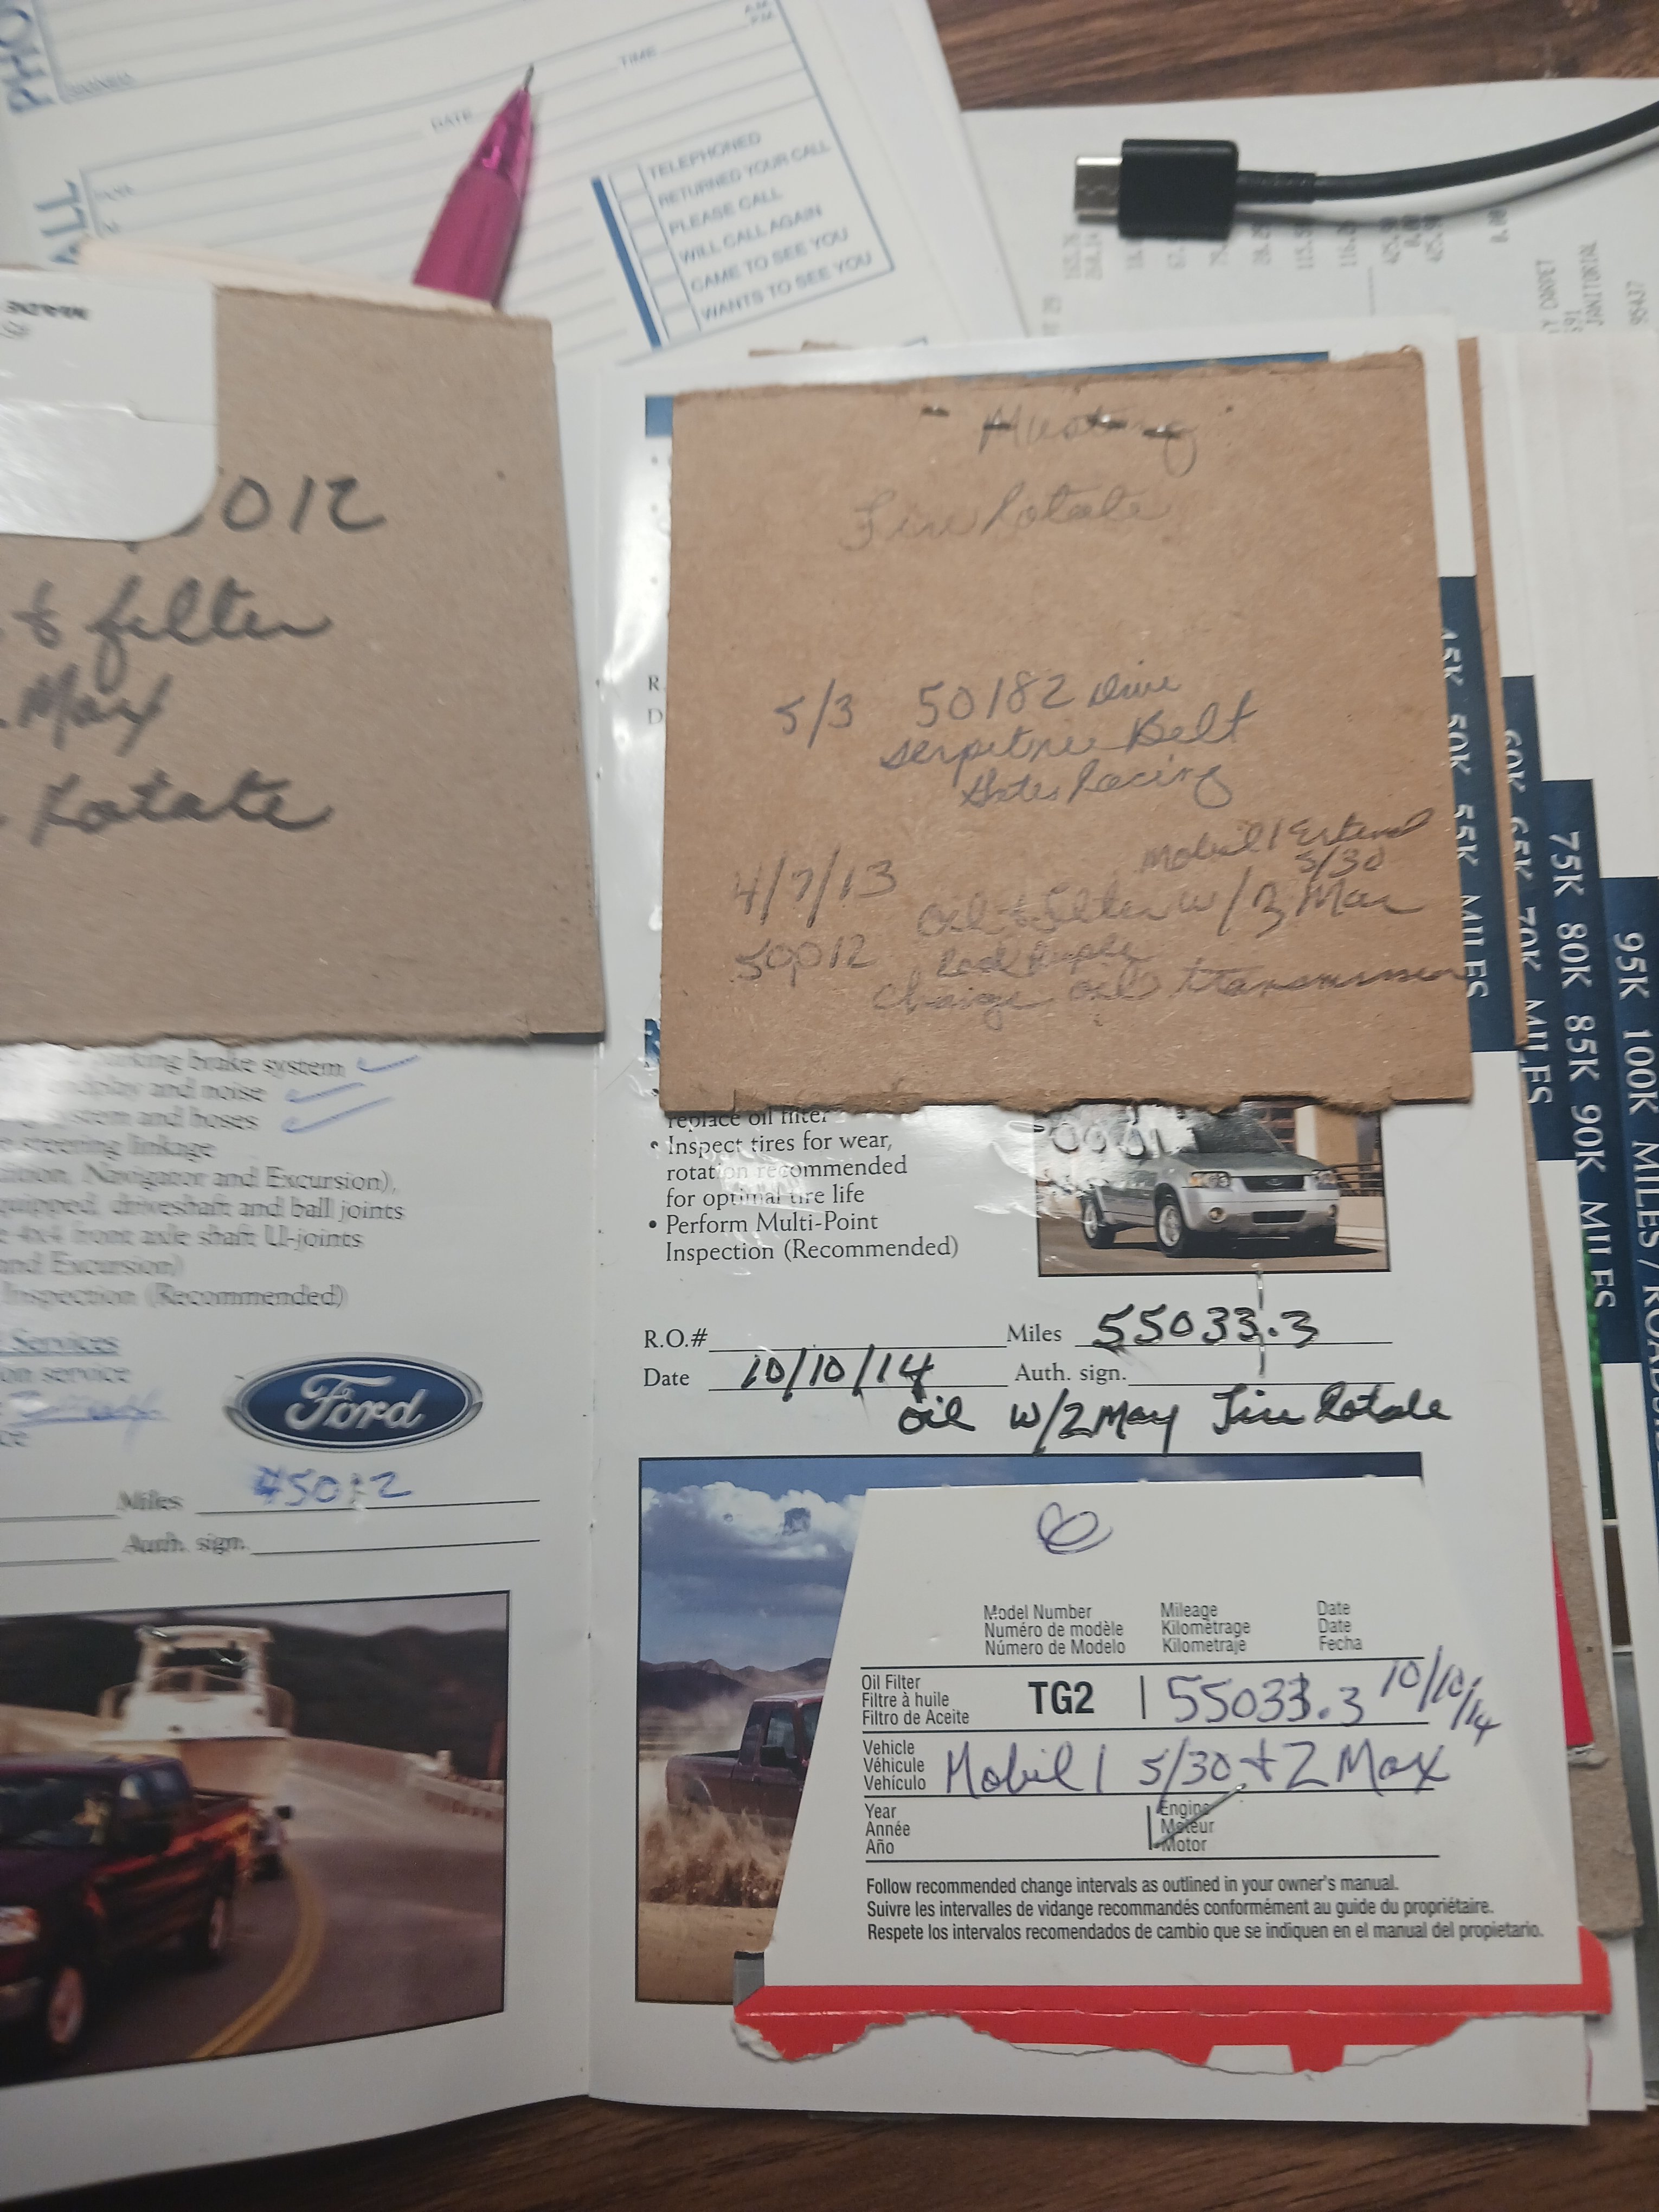 SIGNED
TIME
DATE
TELEPHONED
RETURNED YOUR CALL
PLEASE CALL
WILL CALL AGAIN
CAME TO SEE YOU
WANTS TO SEE YOU
JANITORIAL
95437
5012
& filter
Max
Rotate
Mustang
Tire Rotate
5/3 50182 Drive
serpitine Belt
Gates Racing
Mobil 1 Extend
5/30
4/7/13 Oil & filter w/ Z Max
50012
Change oil transmission
45K 50K 55K MILES
60K 65K 70K MILES
75K 80K 85K 90K MILES
95K 100K MILES /
brake system
and noise
and hoses
steering linkage
Navigator and Excursion),
equipped, driveshaft and ball joints
4x4 front axle shaft U-joints
and Excursion)
Inspection (Recommended)
Services
service
Ford
Miles 45012
Auth. sign.
replace oil filter
• Inspect tires for wear,
rotation recommended
for optimal tire life
• Perform Multi-Point
Inspection (Recommended)
R.O.# Miles 55033.3
Date 10/10/14 Auth. sign.
oil w/ZMax Tire Rotate
Model Number Mileage Date
Numéro de modèle Kilomètrage Date
Número de Modelo Kilometraje Fecha
Oil Filter
Filtre à huile
Filtro de Aceite
TG2 55033.3 10/10/14
Vehicle
Véhicule
Vehículo
Mobil 1 5/30 + Z Max
Year Engine
Année Moteur
Año Motor
Follow recommended change intervals as outlined in your owner's manual.
Suivre les intervalles de vidange recommandés conformément au guide du propriétaire.
Respete los intervalos recomendados de cambio que se indiquen en el manual del propietario.